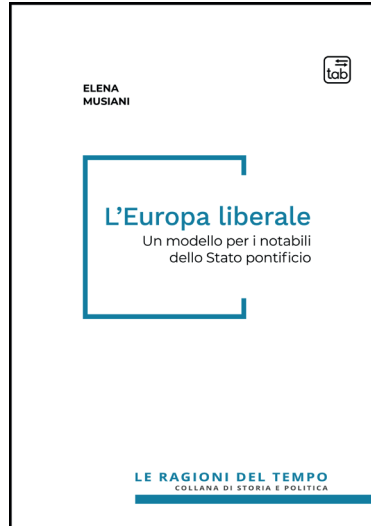 tab
ELENA
MUSIANI
L'Europa liberale
Un modello per i notabili
dello Stato pontificio
LE RAGIONI DEL TEMPO
COLLANA DI STORIA E POLITICA